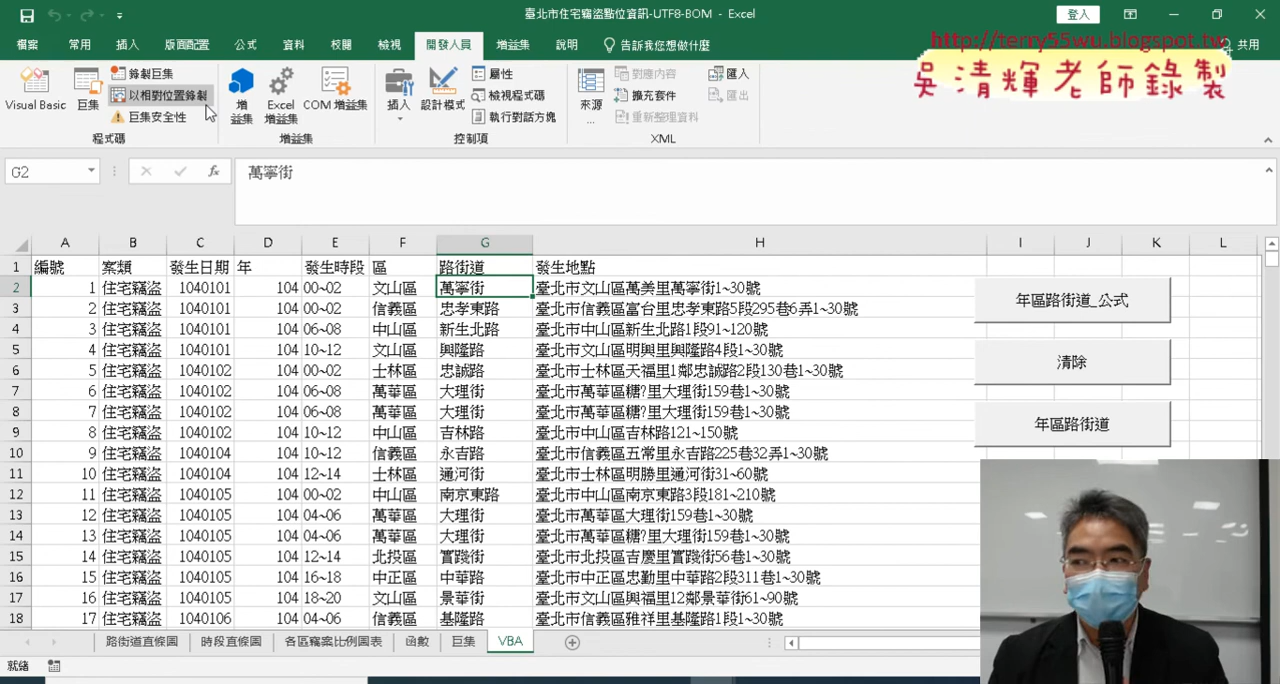 臺北市住宅竊盜點位資訊-UTF8-BOM - Excel
登入
檔案 常用 插入 版面配置 公式 資料 校閱 檢視 開發人員 增益集 說明 告訴我您想做什麼 共用
http://terry55wu.blogspot.tw
吳清輝老師錄製
Visual Basic 巨集 錄製巨集 以相對位置錄製 巨集安全性 程式碼
增益集 Excel 增益集 COM 增益集 增益集
插入 設計模式 屬性 檢視程式碼 執行對話方塊 控制項
來源... 對應內容 擴充套件 重新整理資料 匯入 匯出 XML
G2 fx 萬寧街
A B C D E F G H I J K L
1 編號 案類 發生日期 年 發生時段 區 路街道 發生地點
2 1 住宅竊盜 1040101 104 00~02 文山區 萬寧街 臺北市文山區萬美里萬寧街1~30號
3 2 住宅竊盜 1040101 104 00~02 信義區 忠孝東路 臺北市信義區富台里忠孝東路5段295巷6弄1~30號
4 3 住宅竊盜 1040101 104 06~08 中山區 新生北路 臺北市中山區新生北路1段91~120號
5 4 住宅竊盜 1040101 104 10~12 文山區 興隆路 臺北市文山區明興里興隆路4段1~30號
6 5 住宅竊盜 1040102 104 00~02 士林區 忠誠路 臺北市士林區天福里1鄰忠誠路2段130巷1~30號
7 6 住宅竊盜 1040102 104 06~08 萬華區 大理街 臺北市萬華區糖?里大理街159巷1~30號
8 7 住宅竊盜 1040102 104 06~08 萬華區 大理街 臺北市萬華區糖?里大理街159巷1~30號
9 8 住宅竊盜 1040102 104 10~12 中山區 吉林路 臺北市中山區吉林路121~150號
10 9 住宅竊盜 1040104 104 10~12 信義區 永吉路 臺北市信義區五常里永吉路225巷32弄1~30號
11 10 住宅竊盜 1040104 104 12~14 士林區 通河街 臺北市士林區明勝里通河街31~60號
12 11 住宅竊盜 1040105 104 00~02 中山區 南京東路 臺北市中山區南京東路3段181~210號
13 12 住宅竊盜 1040105 104 04~06 萬華區 大理街 臺北市萬華區大理街159巷1~30號
14 13 住宅竊盜 1040105 104 04~06 萬華區 大理街 臺北市萬華區糖?里大理街159巷1~30號
15 14 住宅竊盜 1040105 104 12~14 北投區 實踐街 臺北市北投區吉慶里實踐街56巷1~30號
16 15 住宅竊盜 1040105 104 16~18 中正區 中華路 臺北市中正區忠勤里中華路2段311巷1~30號
17 16 住宅竊盜 1040105 104 18~20 文山區 景華街 臺北市文山區興福里12鄰景華街61~90號
18 17 住宅竊盜 1040106 104 04~06 信義區 基隆路 臺北市信義區雅祥里基隆路1段1~30號
年區路街道_公式
清除
年區路街道
路街道直條圖 時段直條圖 各區竊案比例圖表 函數 巨集 VBA
就緒